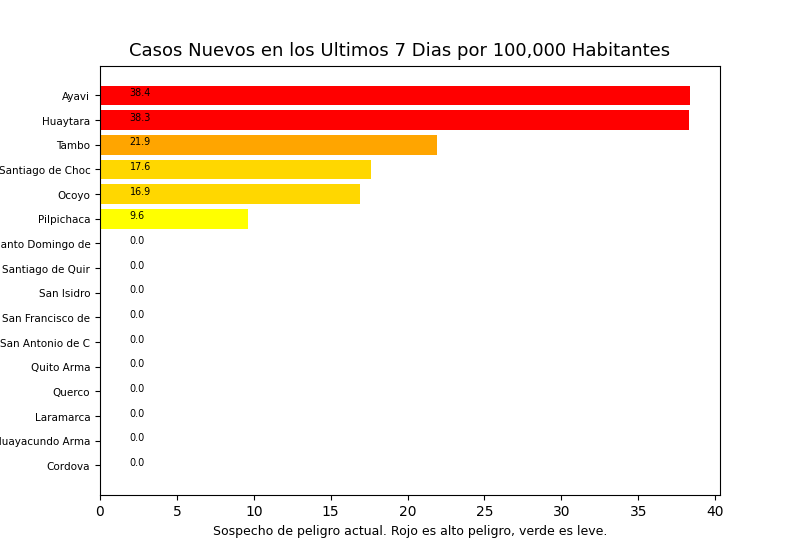 Casos Nuevos en los Ultimos 7 Dias por 100,000 Habitantes
Ayavi 38.4
Huaytara 38.3
Tambo 21.9
Santiago de Choc 17.6
Ocoyo 16.9
Pilpichaca 9.6
anto Domingo de 0.0
Santiago de Quir 0.0
San Isidro 0.0
San Francisco de 0.0
San Antonio de C 0.0
Quito Arma 0.0
Querco 0.0
Laramarca 0.0
Huayacundo Arma 0.0
Cordova 0.0
0 5 10 15 20 25 30 35 40
Sospecho de peligro actual. Rojo es alto peligro, verde es leve.